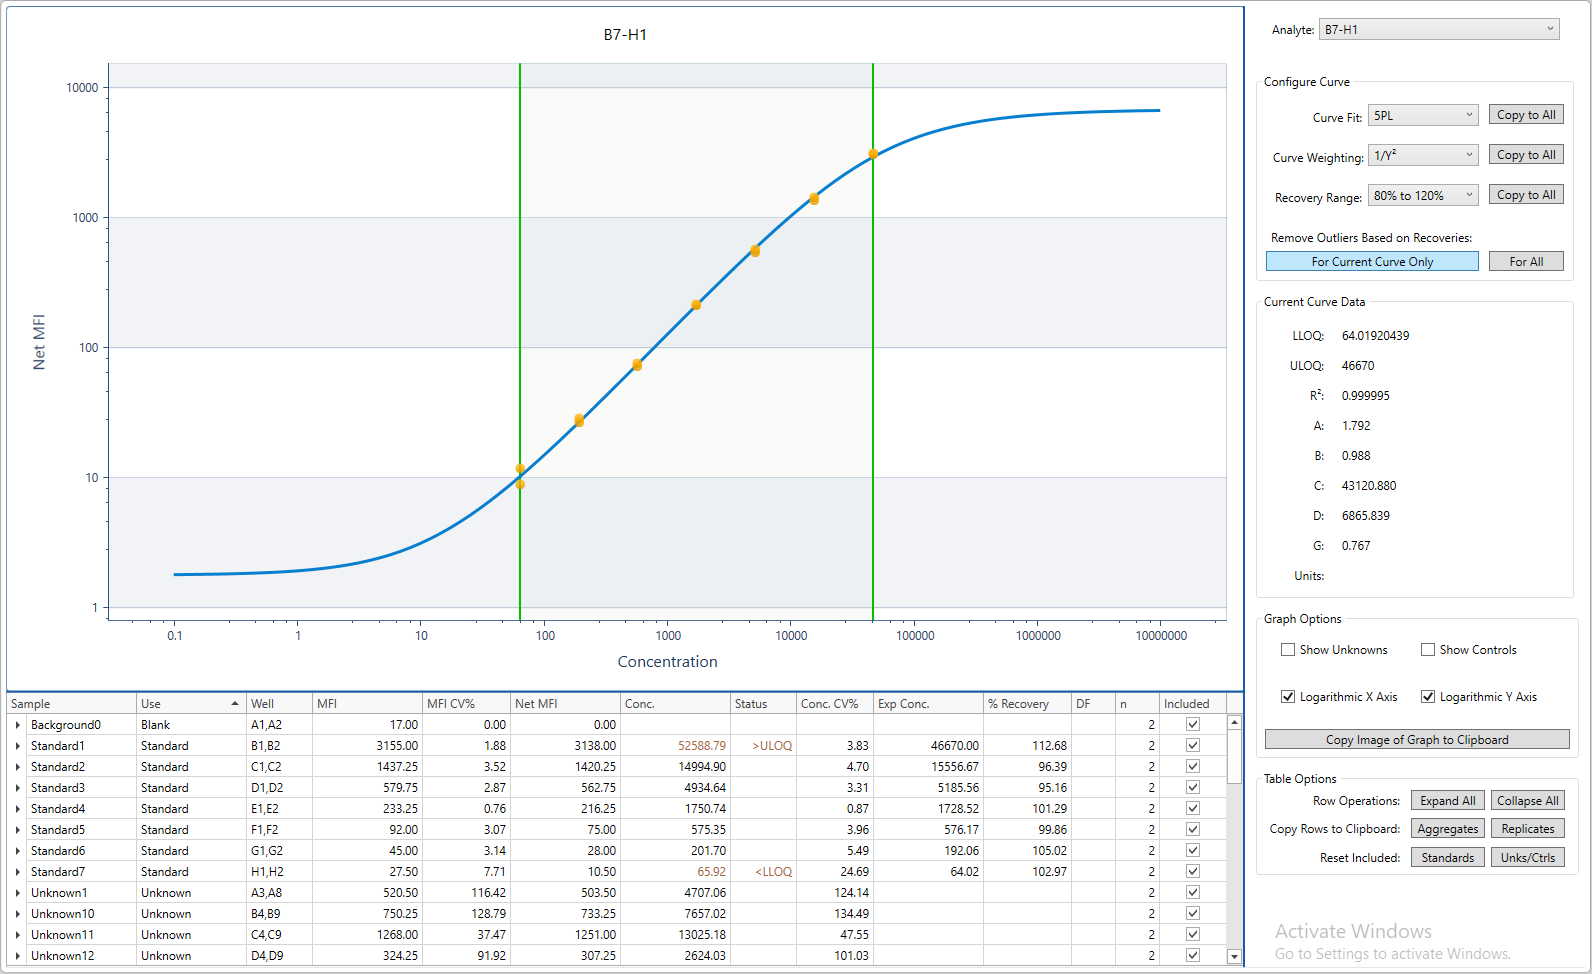 B7-H1
Net MFI
10000
1000
100
10
1
0.1 1 10 100 1000 10000 100000 1000000 10000000
Concentration
Analyte: B7-H1
Configure Curve
Curve Fit: 5PL Copy to All
Curve Weighting: 1/Y² Copy to All
Recovery Range: 80% to 120% Copy to All
Remove Outliers Based on Recoveries:
For Current Curve Only For All
Current Curve Data
LLOQ: 64.01920439
ULOQ: 46670
R²: 0.999995
A: 1.792
B: 0.988
C: 43120.880
D: 6865.839
G: 0.767
Units:
Graph Options
Show Unknowns Show Controls
Logarithmic X Axis Logarithmic Y Axis
Copy Image of Graph to Clipboard
Table Options
Row Operations: Expand All Collapse All
Copy Rows to Clipboard: Aggregates Replicates
Reset Included: Standards Unks/Ctrls
Sample Use Well MFI MFI CV% Net MFI Conc. Status Conc. CV% Exp Conc. % Recovery DF n Included
Background0 Blank A1,A2 17.00 0.00 0.00 2
Standard1 Standard B1,B2 3155.00 1.88 3138.00 52588.79 >ULOQ 3.83 46670.00 112.68 2
Standard2 Standard C1,C2 1437.25 3.52 1420.25 14994.90 4.70 15556.67 96.39 2
Standard3 Standard D1,D2 579.75 2.87 562.75 4934.64 3.31 5185.56 95.16 2
Standard4 Standard E1,E2 233.25 0.76 216.25 1750.74 0.87 1728.52 101.29 2
Standard5 Standard F1,F2 92.00 3.07 75.00 575.35 3.96 576.17 99.86 2
Standard6 Standard G1,G2 45.00 3.14 28.00 201.70 5.49 192.06 105.02 2
Standard7 Standard H1,H2 27.50 7.71 10.50 65.92 <LLOQ 24.69 64.02 102.97 2
Unknown1 Unknown A3,A8 520.50 116.42 503.50 4707.06 124.14 2
Unknown10 Unknown B4,B9 750.25 128.79 733.25 7657.02 134.49 2
Unknown11 Unknown C4,C9 1268.00 37.47 1251.00 13025.18 47.55 2
Unknown12 Unknown D4,D9 324.25 91.92 307.25 2624.03 101.03 2
Activate Windows
Go to Settings to activate Windows.